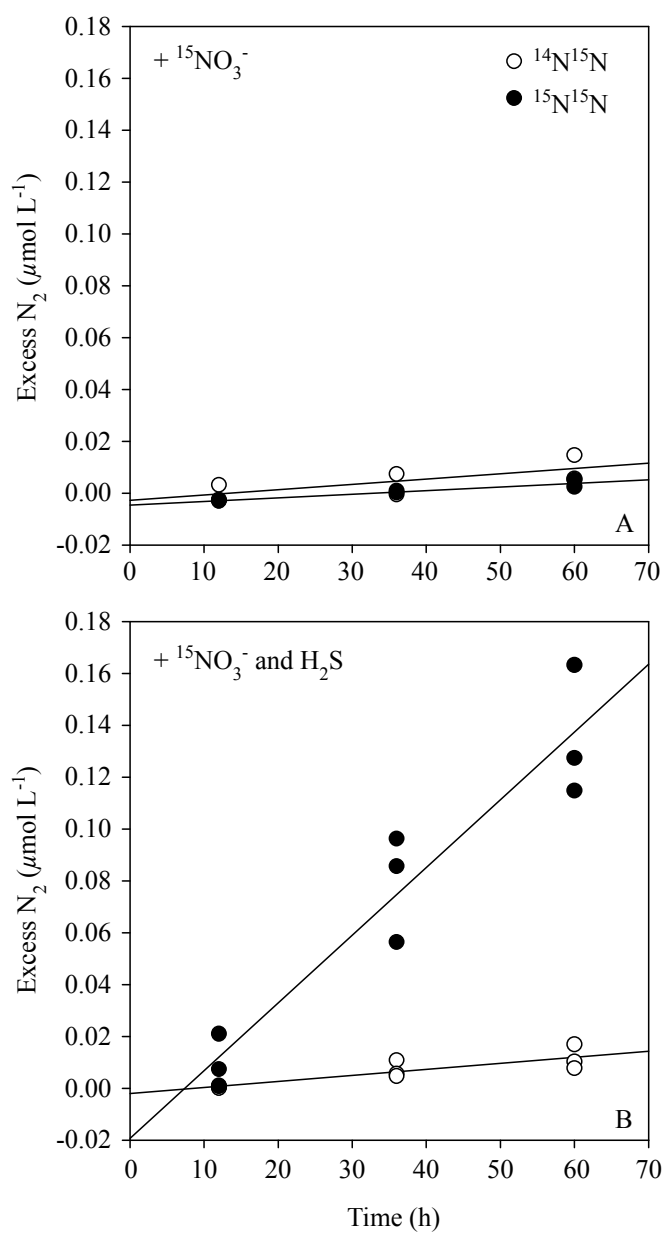 0.18
+ ¹⁵NO₃⁻
¹⁴N¹⁵N
0.16
¹⁵N¹⁵N
0.14
0.12
0.10
0.08
0.06
0.04
0.02
0.00
-0.02
Excess N₂ (µmol L⁻¹)
A
0 10 20 30 40 50 60 70
0.18
+ ¹⁵NO₃⁻ and H₂S
0.16
0.14
0.12
0.10
0.08
0.06
0.04
0.02
0.00
-0.02
Excess N₂ (µmol L⁻¹)
B
0 10 20 30 40 50 60 70
Time (h)